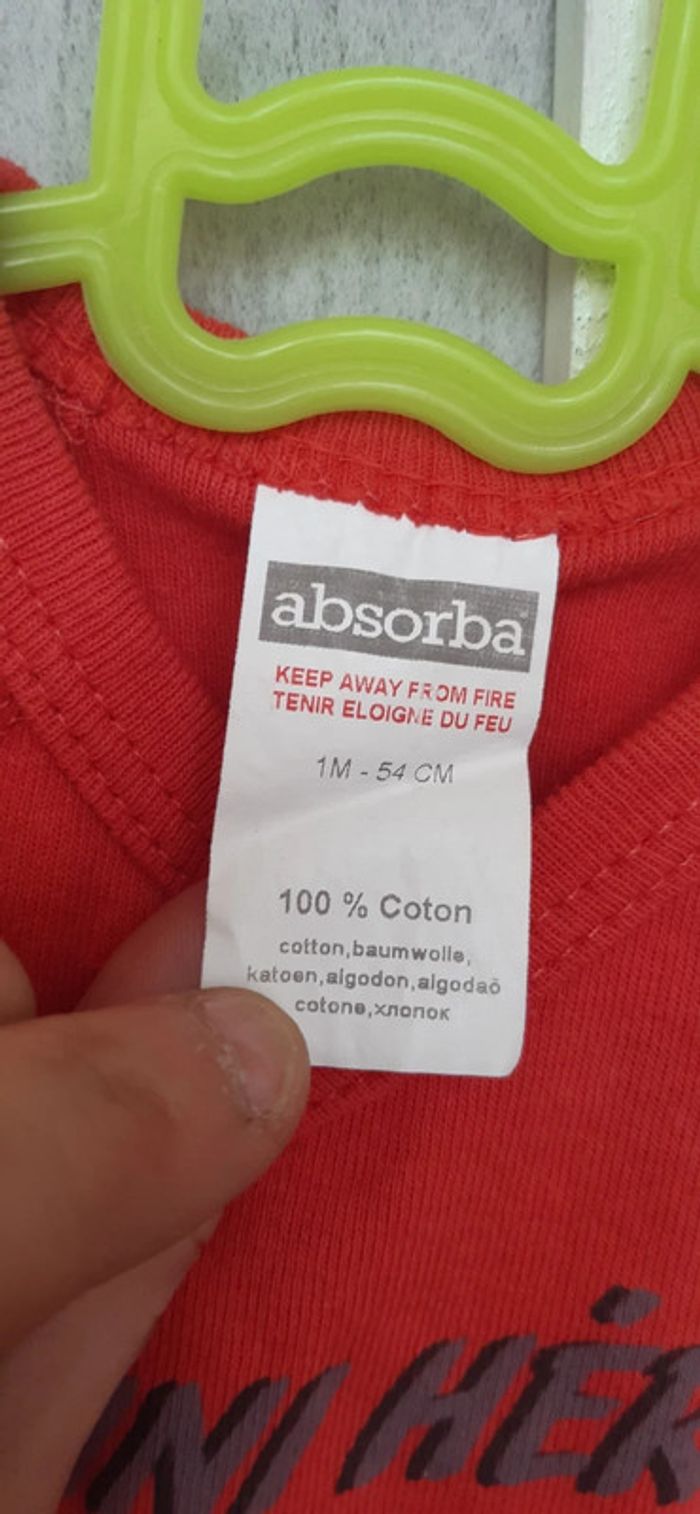 absorba
KEEP AWAY FROM FIRE
TENIR ELOIGNE DU FEU
1M - 54 CM
100 % Coton
cotton,baumwolle,
katoen,algodon,algodaõ
cotone,хлопок